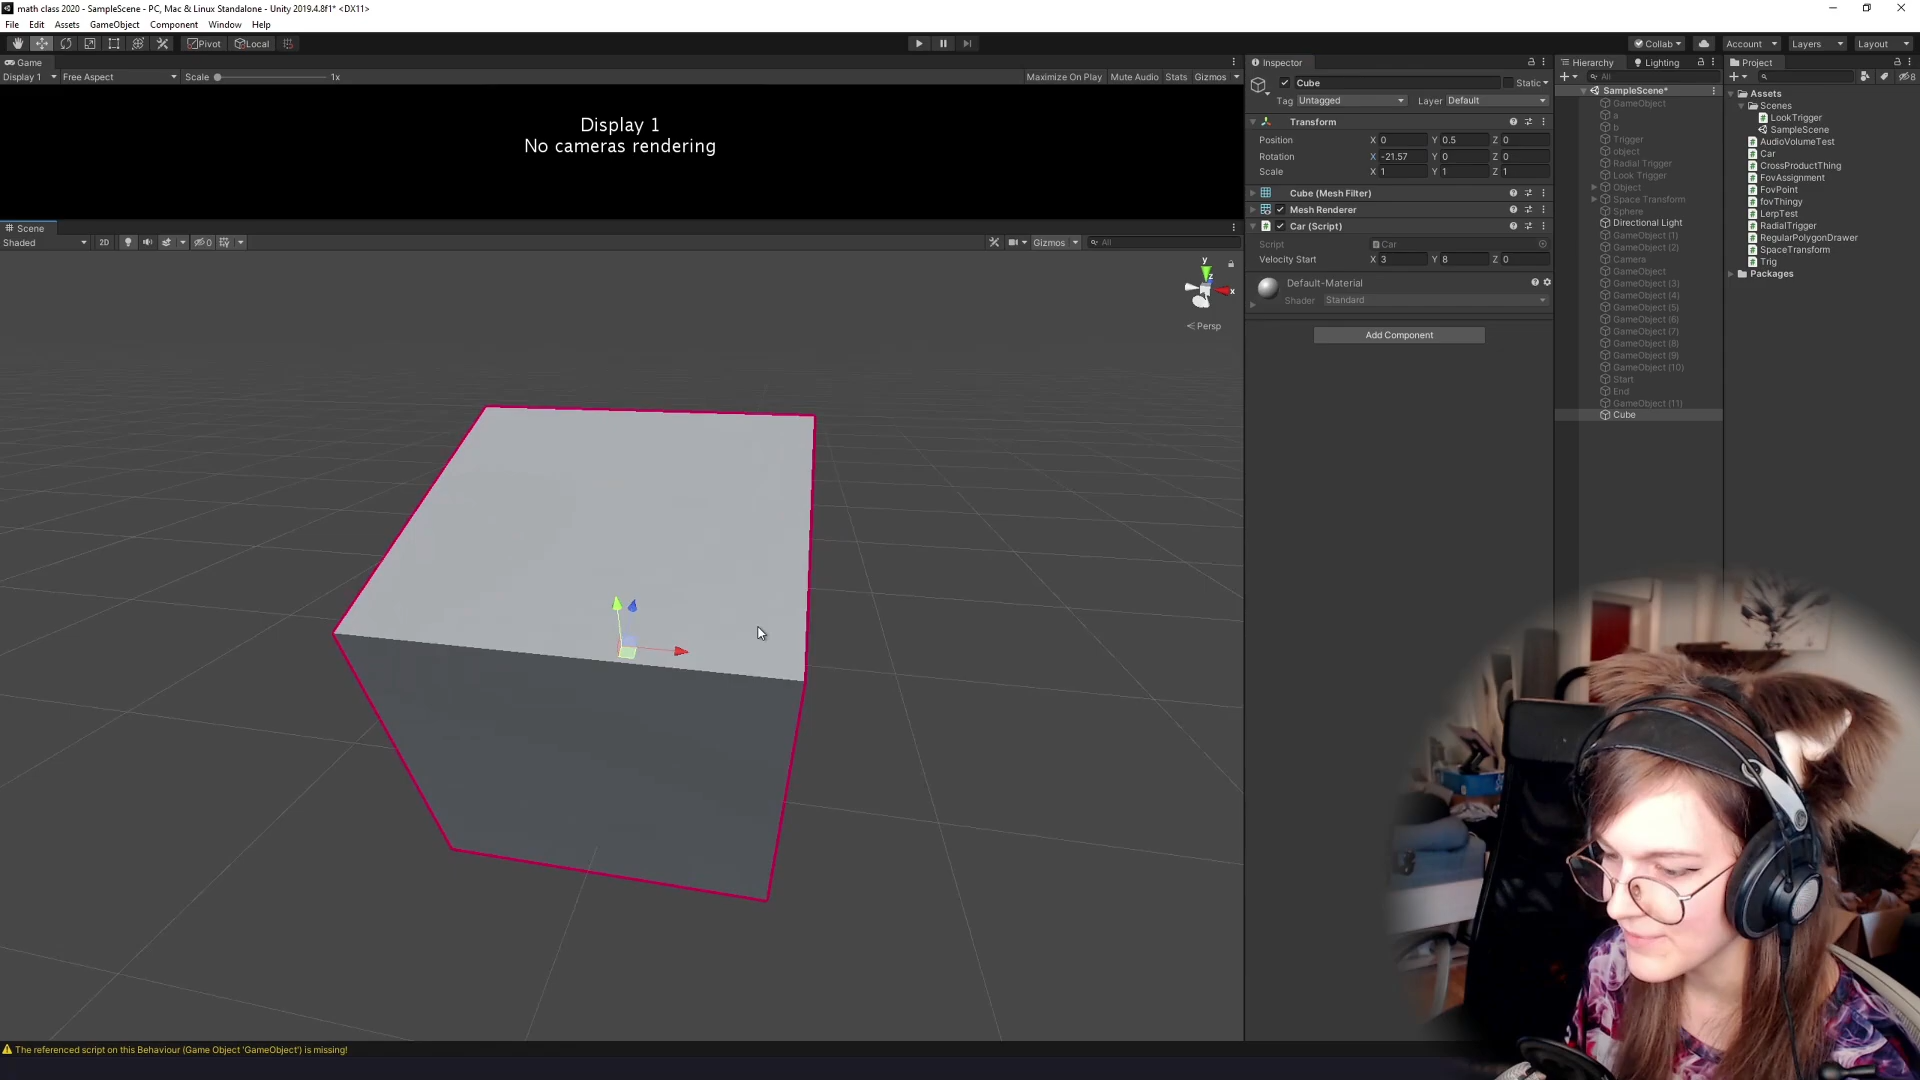 math class 2020 - SampleScene - PC, Mac & Linux Standalone - Unity 2019.4.8f1* <DX11>
File Edit Assets GameObject Component Window Help
Pivot Local
Collab Account Layers Layout
Game
Display 1 Free Aspect Scale 1x Maximize On Play Mute Audio Stats Gizmos
Display 1
No cameras rendering
Scene
Shaded 2D 0 Gizmos All
y
z
x
Persp
Inspector
Cube Static
Tag Untagged Layer Default
Transform
Position X 0 Y 0.5 Z 0
Rotation X -21.57 Y 0 Z 0
Scale X 1 Y 1 Z 1
Cube (Mesh Filter)
Mesh Renderer
Car (Script)
Script Car
Velocity Start X 3 Y 8 Z 0
Default-Material
Shader Standard
Add Component
Hierarchy Lighting
All
SampleScene*
GameObject
a
b
Trigger
object
Radial Trigger
Look Trigger
Object
Space Transform
Sphere
Directional Light
GameObject (1)
GameObject (2)
Camera
GameObject
GameObject (3)
GameObject (4)
GameObject (5)
GameObject (6)
GameObject (7)
GameObject (8)
GameObject (9)
GameObject (10)
Start
End
GameObject (11)
Cube
Project
8
Assets
Scenes
LookTrigger
SampleScene
AudioVolumeTest
Car
CrossProductThing
FovAssignment
FovPoint
fovThingy
LerpTest
RadialTrigger
RegularPolygonDrawer
SpaceTransform
Trig
Packages
The referenced script on this Behaviour (Game Object 'GameObject') is missing!